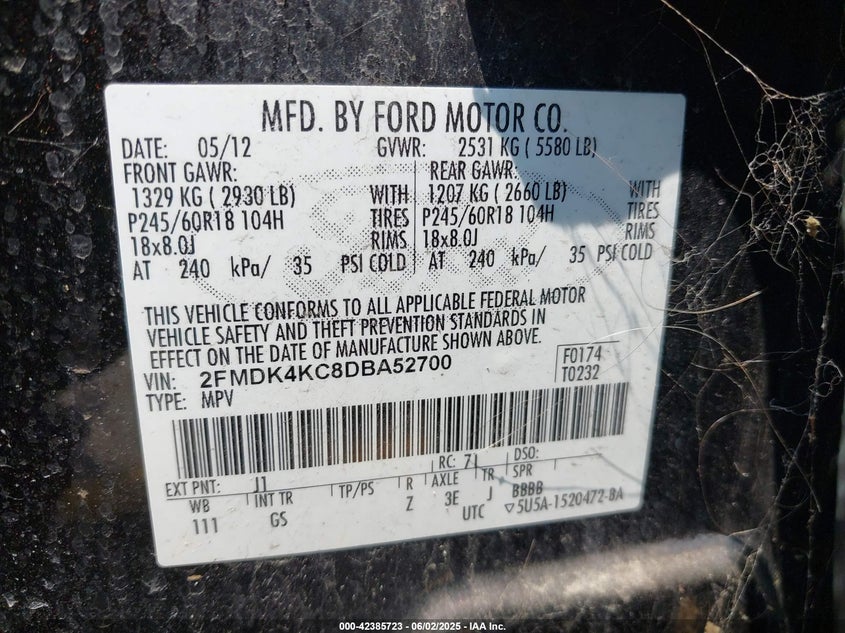 MFD. BY FORD MOTOR CO.
DATE: 05/12 GVWR: 2531 KG ( 5580 LB)
FRONT GAWR: REAR GAWR:
1329 KG ( 2930 LB) WITH 1207 KG ( 2660 LB) WITH
P245/60R18 104H TIRES P245/60R18 104H TIRES
18x8.0J RIMS 18x8.0J RIMS
AT 240 kPa/ 35 PSI COLD AT 240 kPa/ 35 PSI COLD
THIS VEHICLE CONFORMS TO ALL APPLICABLE FEDERAL MOTOR
VEHICLE SAFETY AND THEFT PREVENTION STANDARDS IN
EFFECT ON THE DATE OF MANUFACTURE SHOWN ABOVE.
VIN: 2FMDK4KC8DBA52700 F0174
TYPE: MPV T0232
EXT PNT: J1 RC: 71 DSO:
WB INT TR TP/PS R AXLE TR SPR
111 GS Z 3E J BBBB
UTC ▽5U5A-1520472-BA
000-42385723 - 06/02/2025 - IAA Inc.